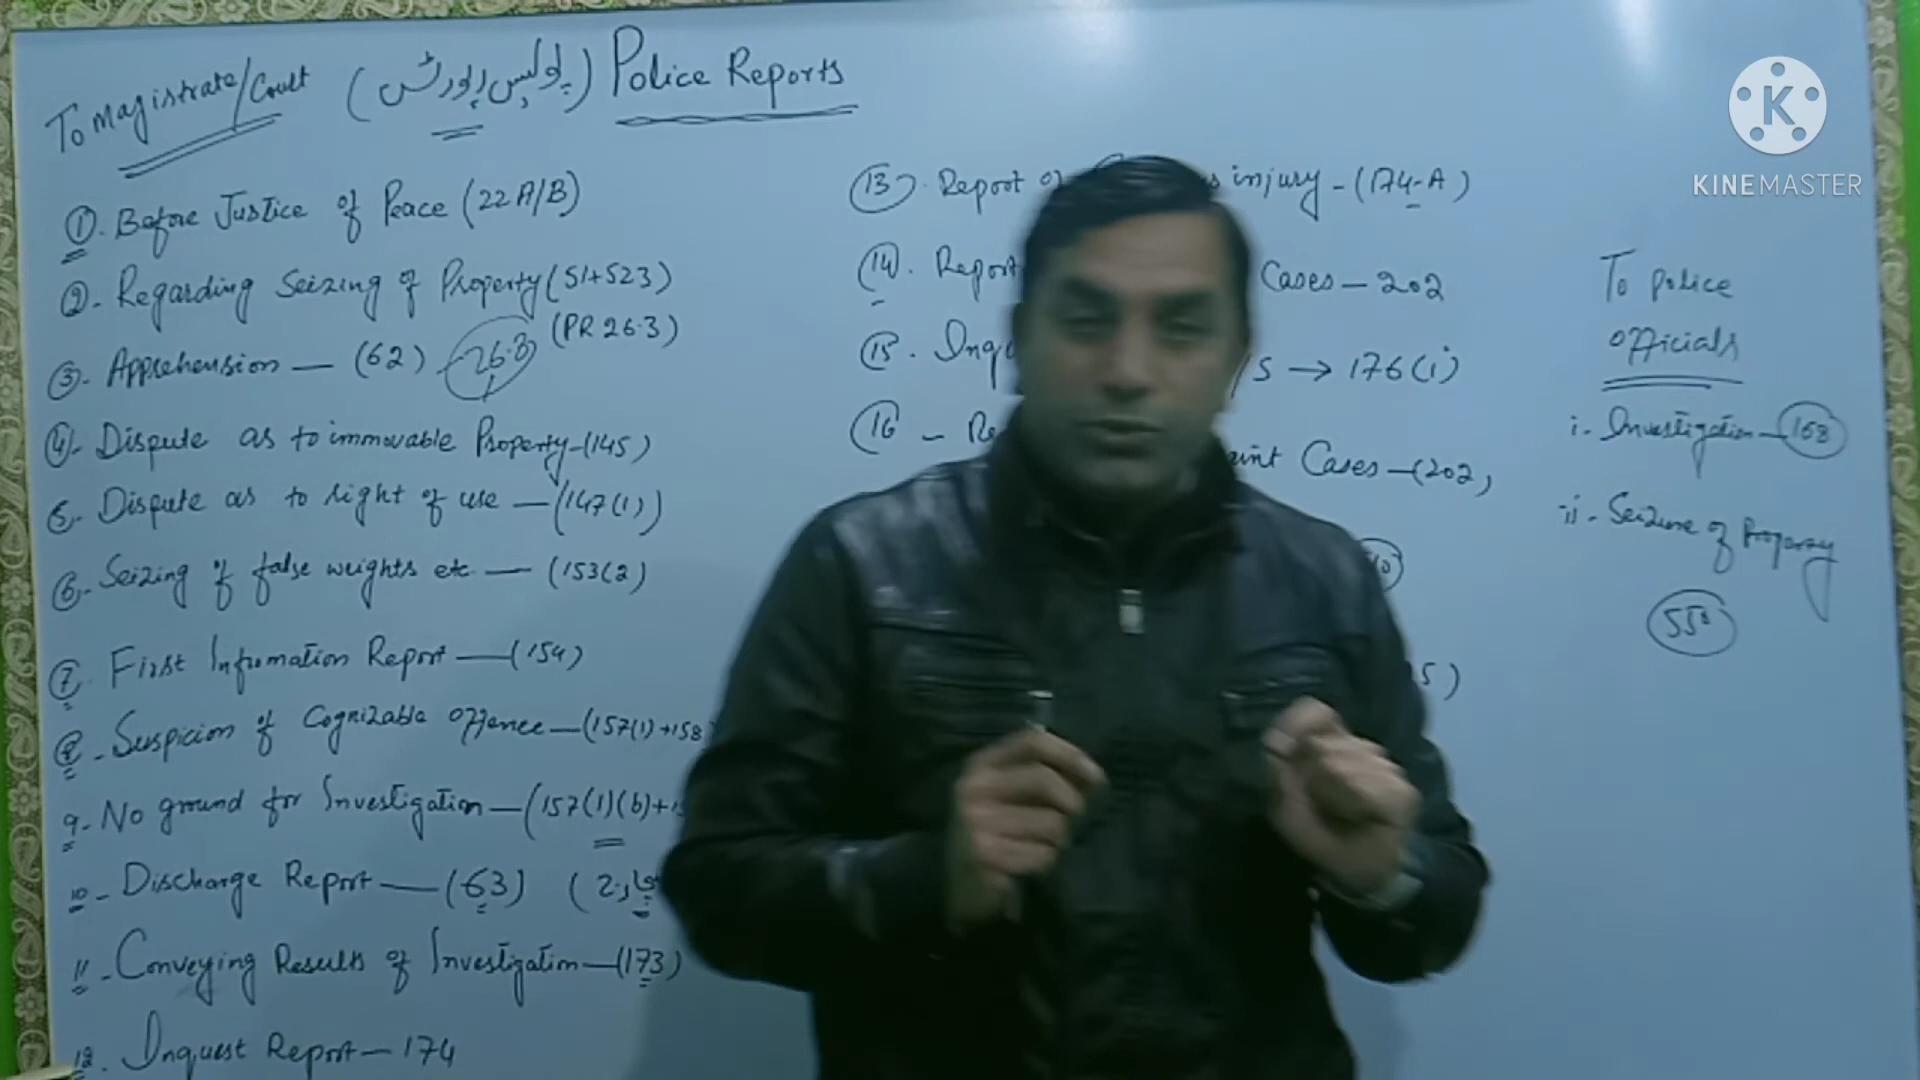 To Magistrate/Court (پولیس رپورٹس) Police Reports
1. Before Justice of Peace (22 A/B)
2- Regarding Seizing of Property (51+523)
(PR 26.3)
3- Apprehension — (62) 26.3
4- Dispute as to immovable Property-(145)
5- Dispute as to right of use — (147(1))
6- Seizing of false weights etc — (153(2)
7. First Information Report — (154)
8- Suspicion of Cognizable offence — (157(1)+158
9- No ground for Investigation — (157(1)(b)+
10- Discharge Report — (63)
11- Conveying Results of Investigation — (173)
12. Inquest Report — 174
13. Report of injury - (174-A)
14. Report Cases — 202
15. → 176(i)
16 - Cases — (202,
5)
To Police
officials
i- Investigation — 168
ii- Seizure of Property
550
KINEMASTER